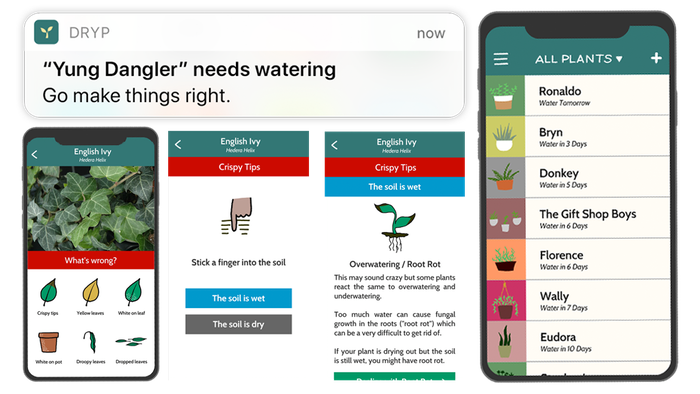 DRYP
now
“Yung Dangler” needs watering
Go make things right.
English Ivy
Hedera Helix
What's wrong?
Crispy tips
Yellow leaves
White on leaf
White on pot
Droopy leaves
Dropped leaves
English Ivy
Hedera Helix
Crispy Tips
Stick a finger into the soil
The soil is wet
The soil is dry
English Ivy
Hedera Helix
Crispy Tips
The soil is wet
Overwatering / Root Rot
This may sound crazy but some plants
react the same to overwatering and
underwatering.
Too much water can cause fungal
growth in the roots ("root rot") which
can be a very difficult to get rid of.
If your plant is drying out but the soil
is still wet, you might have root rot.
ALL PLANTS ▾
Ronaldo
Water Tomorrow
Bryn
Water in 3 Days
Donkey
Water in 5 Days
The Gift Shop Boys
Water in 6 Days
Florence
Water in 6 Days
Wally
Water in 7 Days
Eudora
Water in 10 Days